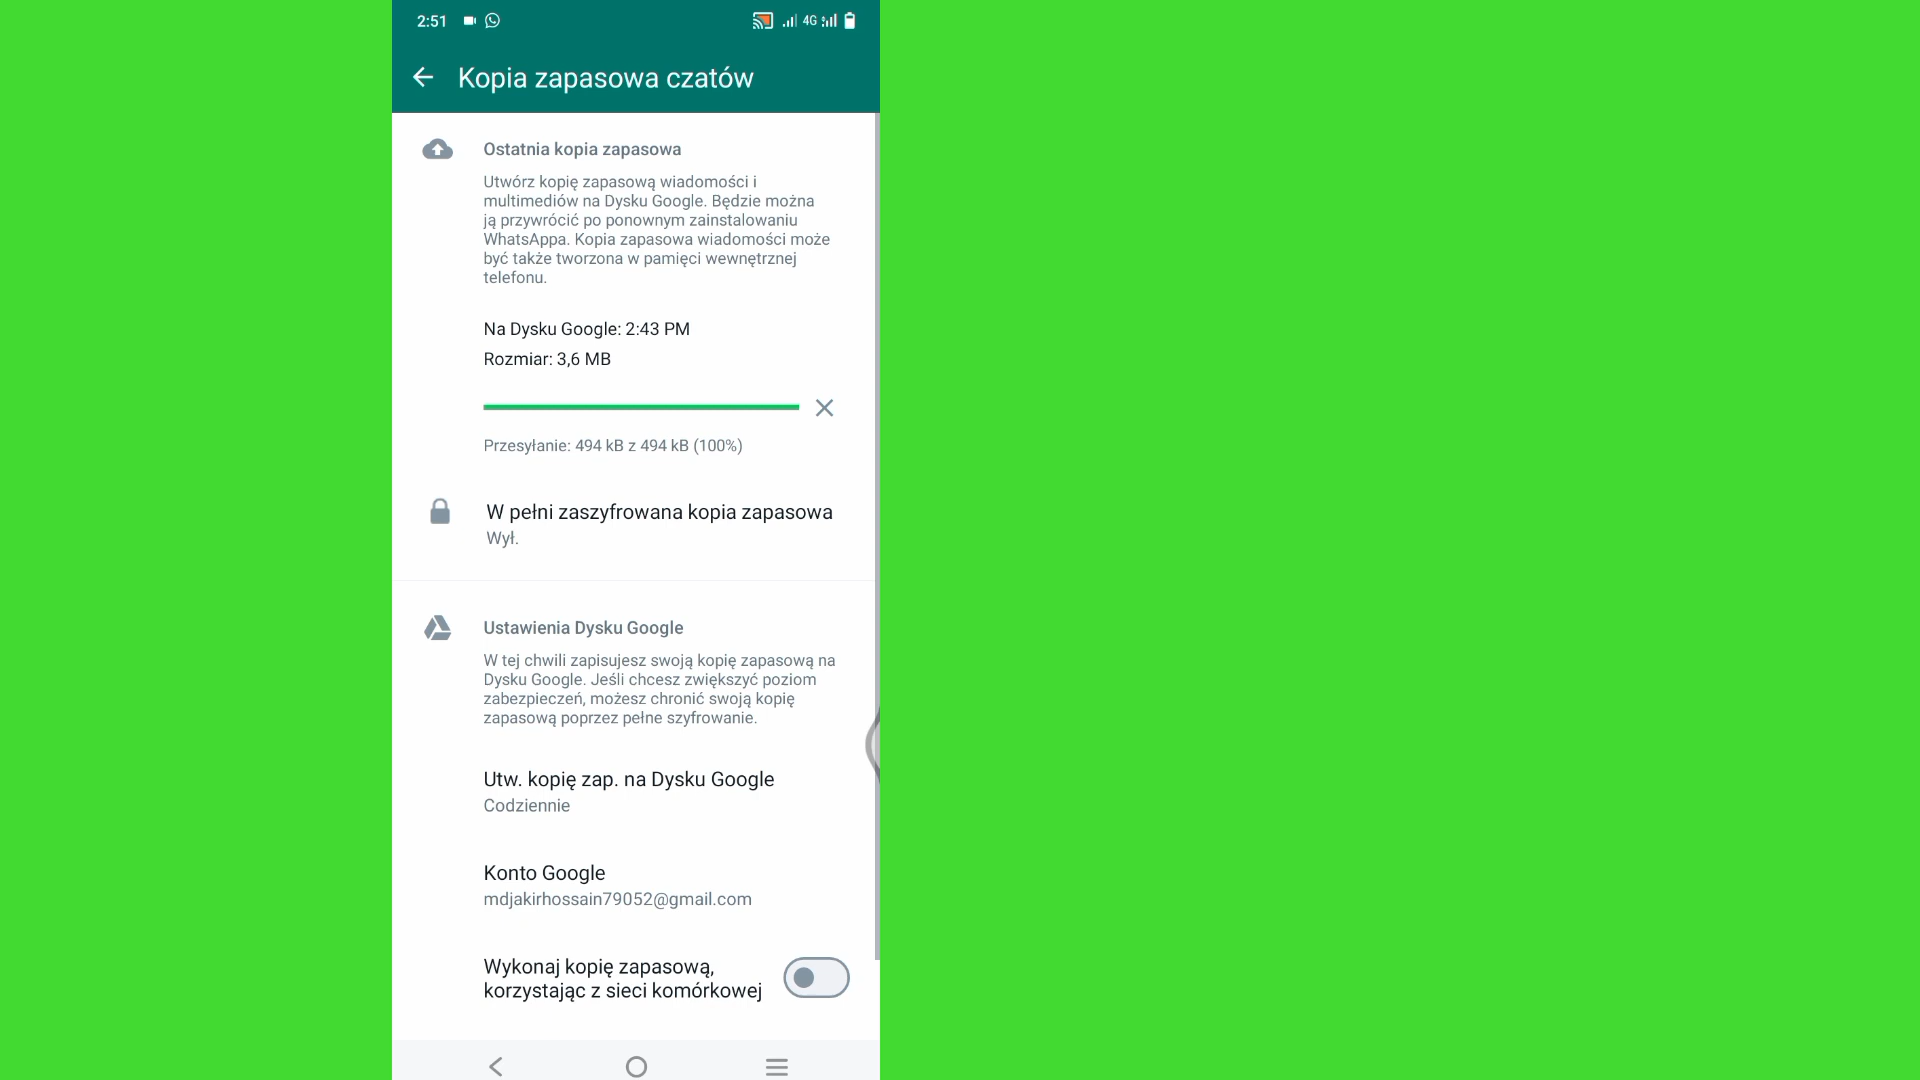 2:51
4G
Kopia zapasowa czatów
Ostatnia kopia zapasowa
Utwórz kopię zapasową wiadomości i
multimediów na Dysku Google. Będzie można
ją przywrócić po ponownym zainstalowaniu
WhatsAppa. Kopia zapasowa wiadomości może
być także tworzona w pamięci wewnętrznej
telefonu.
Na Dysku Google: 2:43 PM
Rozmiar: 3,6 MB
Przesyłanie: 494 kB z 494 kB (100%)
W pełni zaszyfrowana kopia zapasowa
Wył.
Ustawienia Dysku Google
W tej chwili zapisujesz swoją kopię zapasową na
Dysku Google. Jeśli chcesz zwiększyć poziom
zabezpieczeń, możesz chronić swoją kopię
zapasową poprzez pełne szyfrowanie.
Utw. kopię zap. na Dysku Google
Codziennie
Konto Google
mdjakirhossain79052@gmail.com
Wykonaj kopię zapasową,
korzystając z sieci komórkowej